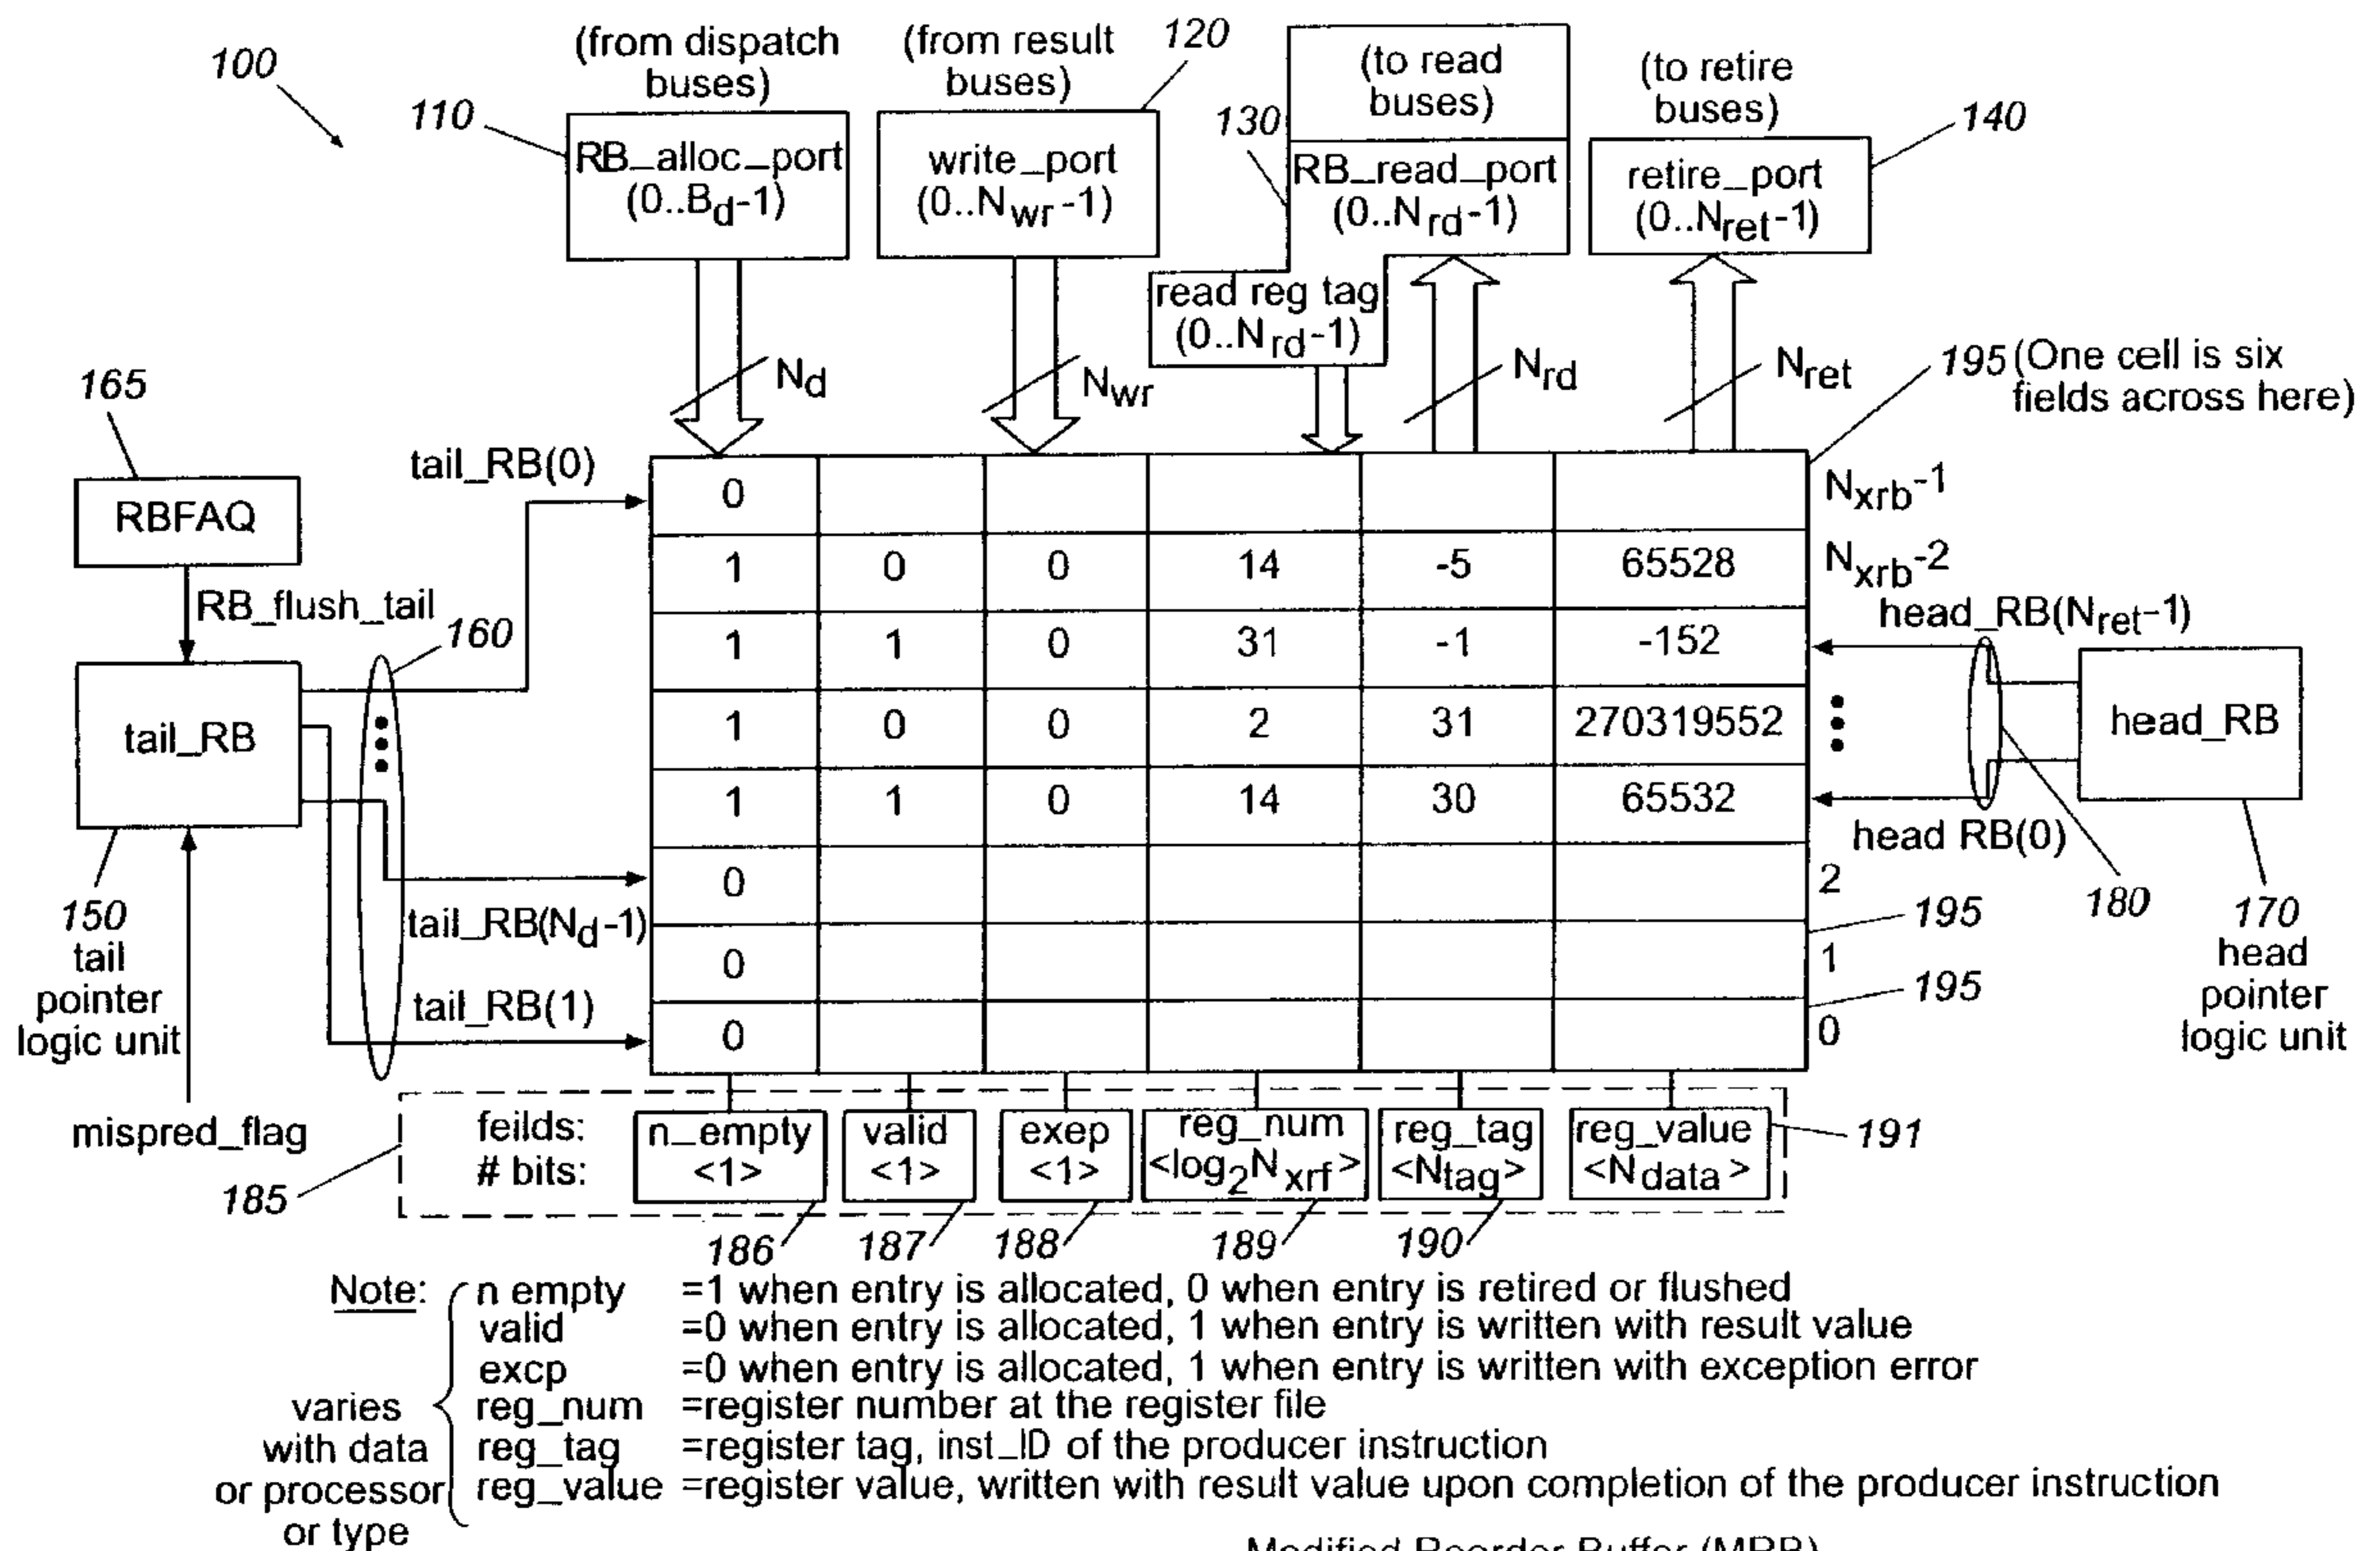 100
(from dispatch
buses)
(from result
buses)
120
(to read
buses)
(to retire
buses)
110
130
140
RB_alloc_port
(0..Bd-1)
write_port
(0..Nwr-1)
RB_read_port
(0..Nrd-1)
retire_port
(0..Nret-1)
read reg tag
(0..Nrd-1)
Nd
Nwr
Nrd
Nret
195 (One cell is six
fields across here)
165
RBFAQ
RB_flush_tail
160
tail_RB
150
tail
pointer
logic unit
mispred_flag
tail_RB(0)
tail_RB(Nd-1)
tail_RB(1)
0
1 0 0 14 -5 65528
1 1 0 31 -1 -152
1 0 0 2 31 270319552
1 1 0 14 30 65532
0
0
0
Nxrb-1
Nxrb-2
head_RB(Nret-1)
head RB(0)
2
195
1
195
0
head_RB
180
170
head
pointer
logic unit
185
feilds:
# bits:
n_empty
<1>
valid
<1>
exep
<1>
reg_num
<log2Nxrf>
reg_tag
<Ntag>
reg_value
<Ndata>
191
186
187
188
189
190
Note:
n empty =1 when entry is allocated, 0 when entry is retired or flushed
valid =0 when entry is allocated, 1 when entry is written with result value
excp =0 when entry is allocated, 1 when entry is written with exception error
reg_num =register number at the register file
reg_tag =register tag, inst_ID of the producer instruction
reg_value =register value, written with result value upon completion of the producer instruction
varies
with data
or processor
or type
Modified Reorder Buffer (MRB)